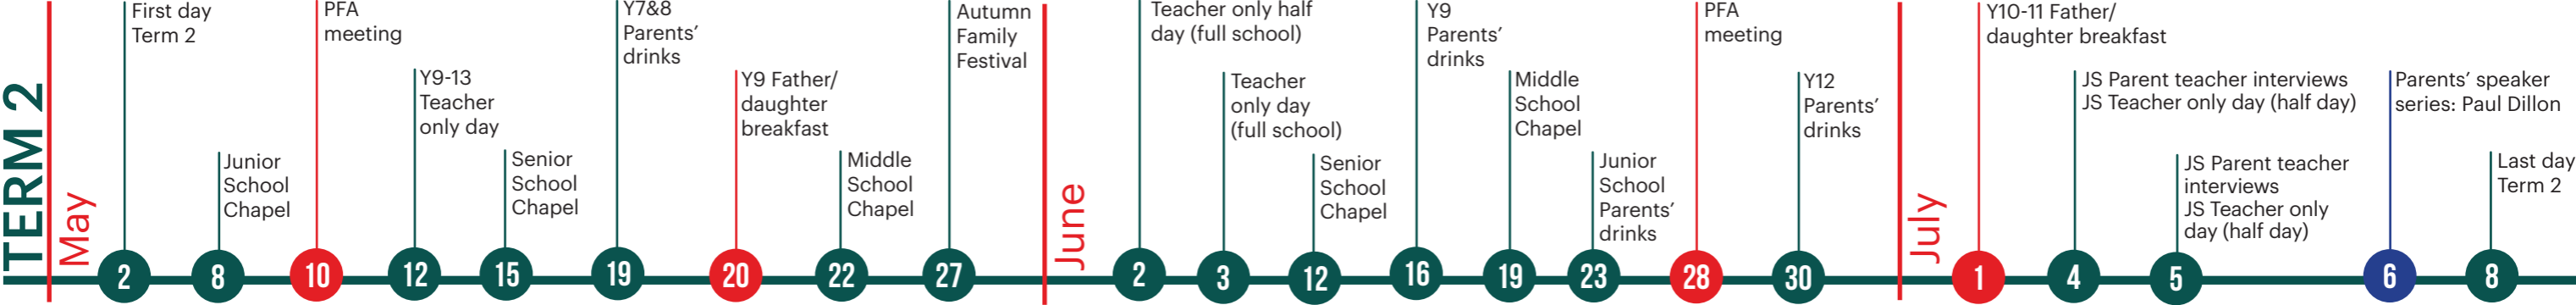 TERM 2
May
First day
Term 2
2
Junior
School
Chapel
8
PFA
meeting
10
Y9-13
Teacher
only day
12
Senior
School
Chapel
15
Y7&8
Parents’
drinks
19
Y9 Father/
daughter
breakfast
20
Middle
School
Chapel
22
Autumn
Family
Festival
27
June
Teacher only half
day (full school)
2
Teacher
only day
(full school)
3
Senior
School
Chapel
12
Y9
Parents’
drinks
16
Middle
School
Chapel
19
Junior
School
Parents’
drinks
23
PFA
meeting
28
Y12
Parents’
drinks
30
July
Y10-11 Father/
daughter breakfast
1
JS Parent teacher interviews
JS Teacher only day (half day)
4
JS Parent teacher
interviews
JS Teacher only
day (half day)
5
Parents’ speaker
series: Paul Dillon
6
Last day
Term 2
8